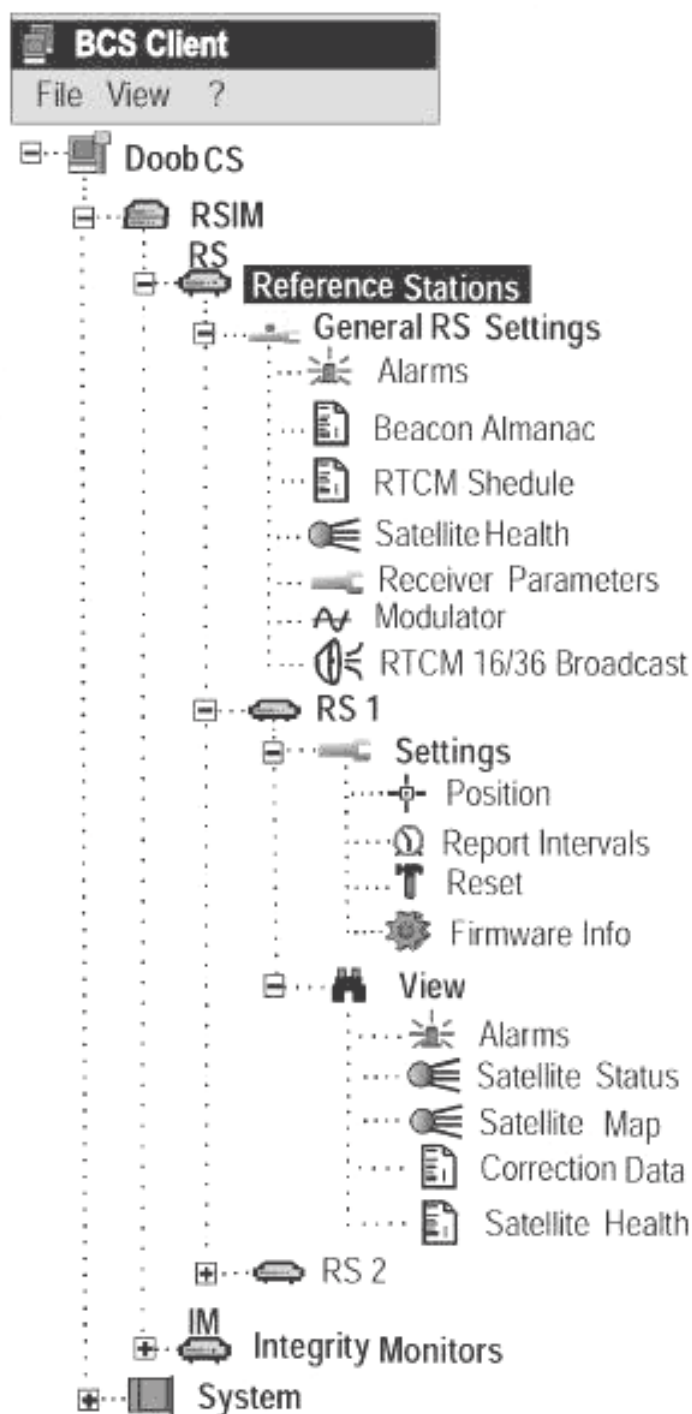 BCS Client
File View ?
Doob CS
RSIM
RS
Reference Stations
General RS Settings
Alarms
Beacon Almanac
RTCM Shedule
Satellite Health
Receiver Parameters
Modulator
RTCM 16/36 Broadcast
RS 1
Settings
Position
Report Intervals
Reset
Firmware Info
View
Alarms
Satellite Status
Satellite Map
Correction Data
Satellite Health
RS 2
IM
Integrity Monitors
System